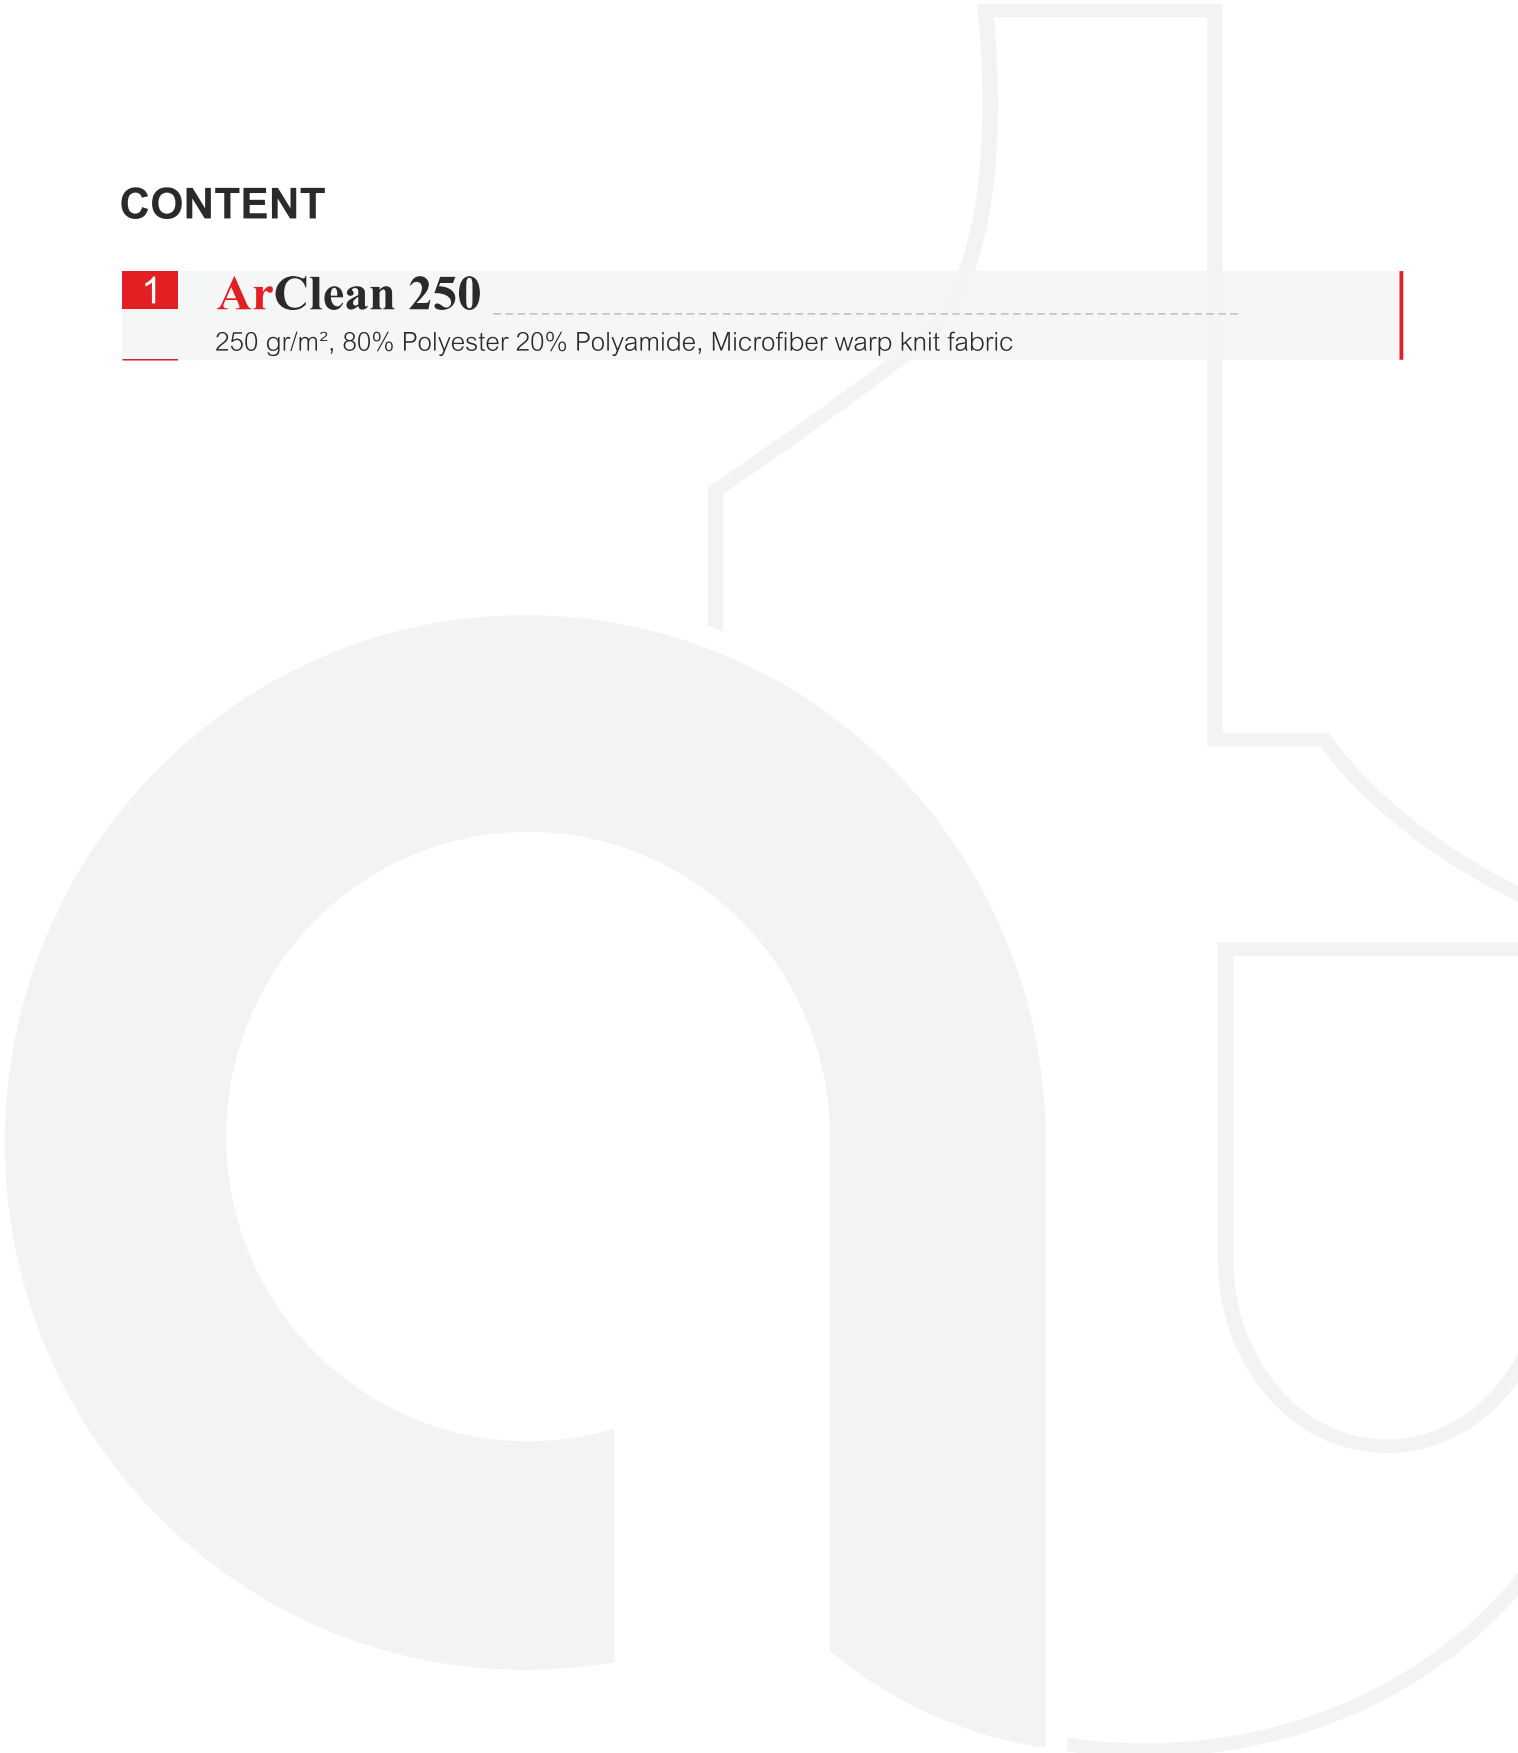 CONTENT
1 ArClean 250
250 gr/m², 80% Polyester 20% Polyamide, Microfiber warp knit fabric